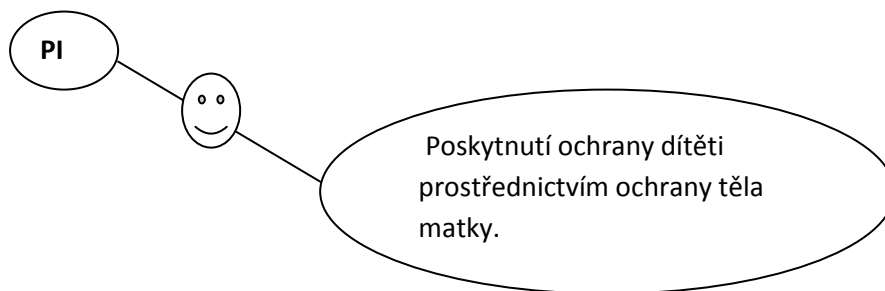 PI
Poskytnutí ochrany dítěti
prostřednictvím ochrany těla
matky.